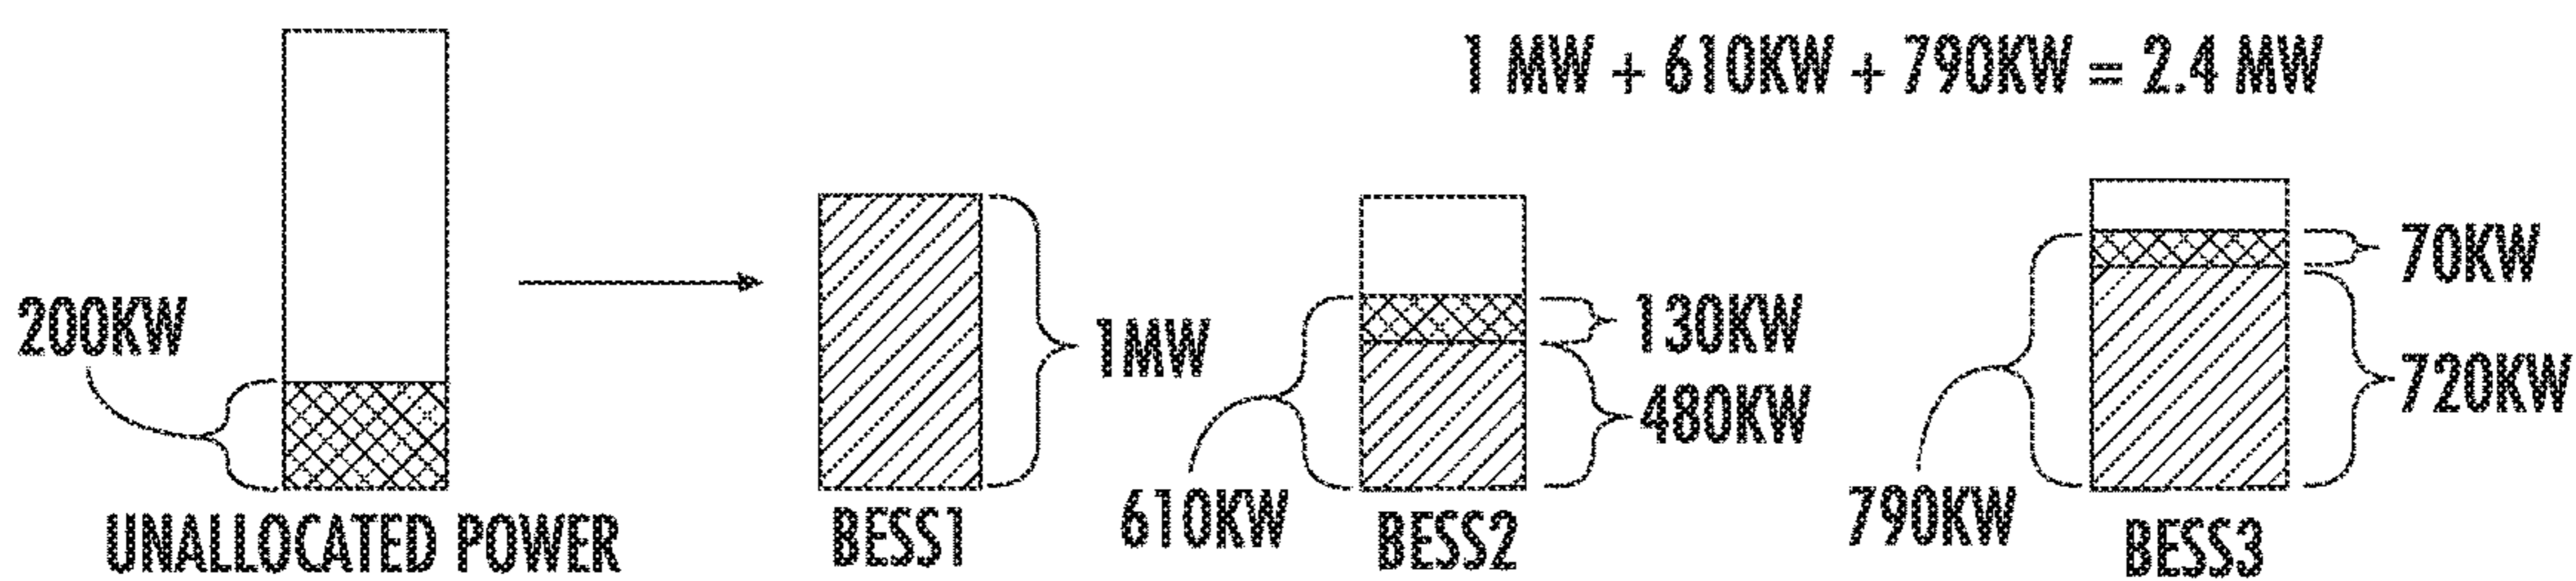 1 MW + 610KW + 790KW = 2.4 MW
200KW
UNALLOCATED POWER
1MW
BESS1
610KW
130KW
480KW
BESS2
790KW
70KW
720KW
BESS3